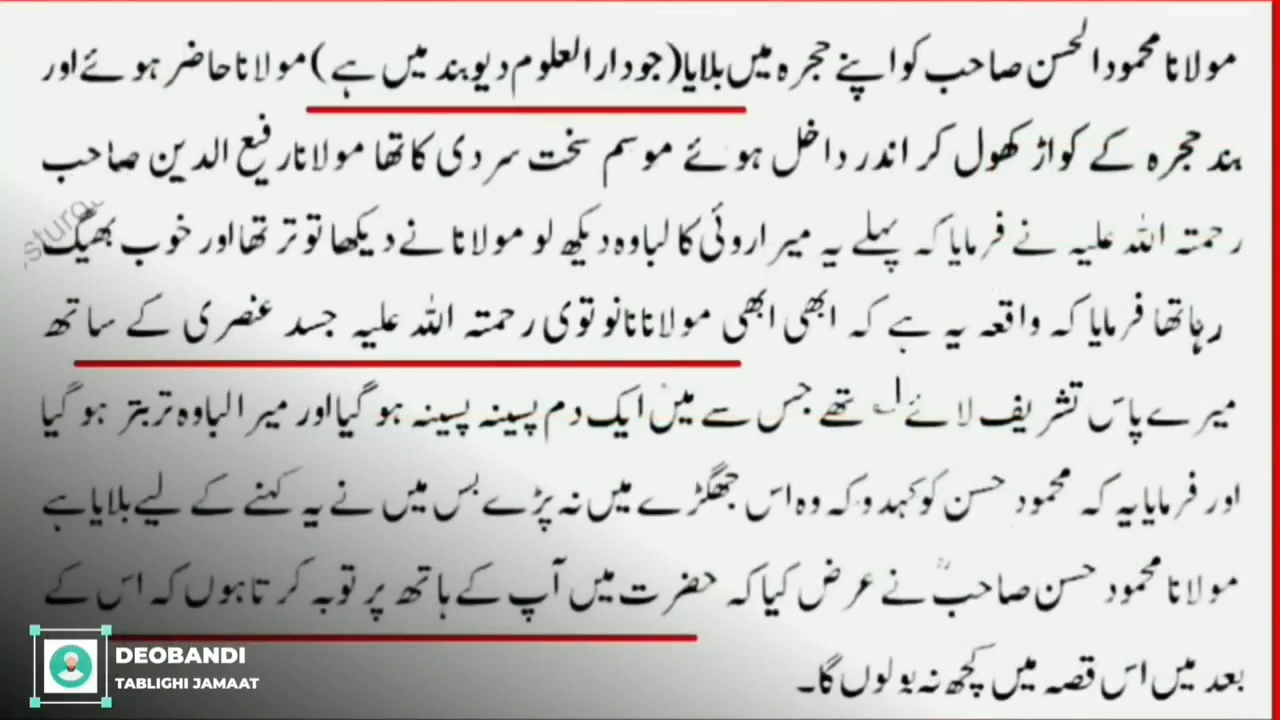 مولانا محمود الحسن صاحب کو اپنے حجرہ میں بلایا (جو دارالعلوم دیوبند میں ہے) مولانا حاضر ہوئے اور
بند حجرہ کے کواڑ کھول کر اندر داخل ہوئے موسم سخت سردی کا تھا مولانا رفیع الدین صاحب
رحمتہ اللہ علیہ نے فرمایا کہ پہلے یہ میرا روئی کا لباوہ دیکھ لو مولانا نے دیکھا تو تر تھا اور خوب بھیگ
رہا تھا فرمایا کہ واقعہ یہ ہے کہ ابھی ابھی مولانا نانوتوی رحمتہ اللہ علیہ جسد عنصری کے ساتھ
میرے پاس تشریف لائے تھے جس سے میں ایک دم پسینہ پسینہ ہو گیا اور میرا لباوہ تر بتر ہو گیا
اور فرمایا یہ کہ محمود حسن کو کہدو کہ وہ اس جھگڑے میں نہ پڑے بس میں نے یہ کہنے کے لیے بلایا ہے
مولانا محمود حسن صاحبؒ نے عرض کیا کہ حضرت میں آپ کے ہاتھ پر توبہ کرتا ہوں کہ اس کے
بعد میں اس قصہ میں کچھ نہ بولوں گا۔
DEOBANDI
TABLIGHI JAMAAT